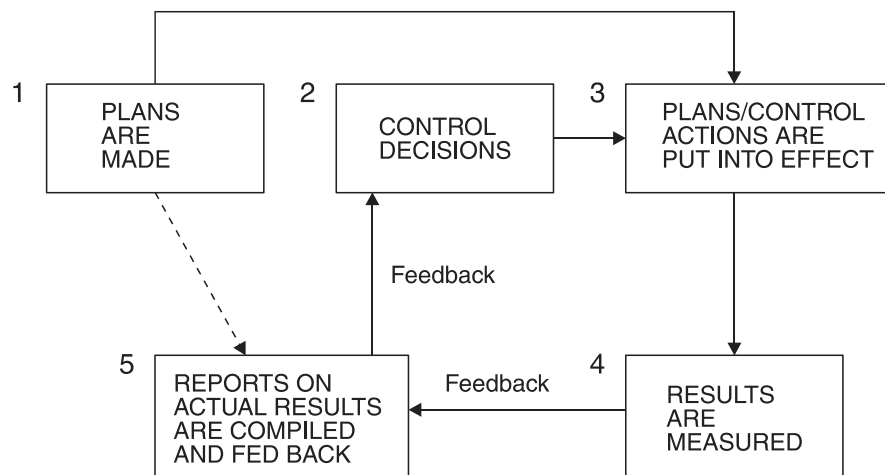 1
PLANS
ARE
MADE
2
CONTROL
DECISIONS
3
PLANS/CONTROL
ACTIONS ARE
PUT INTO EFFECT
Feedback
5
REPORTS ON
ACTUAL RESULTS
ARE COMPILED
AND FED BACK
Feedback
4
RESULTS
ARE
MEASURED